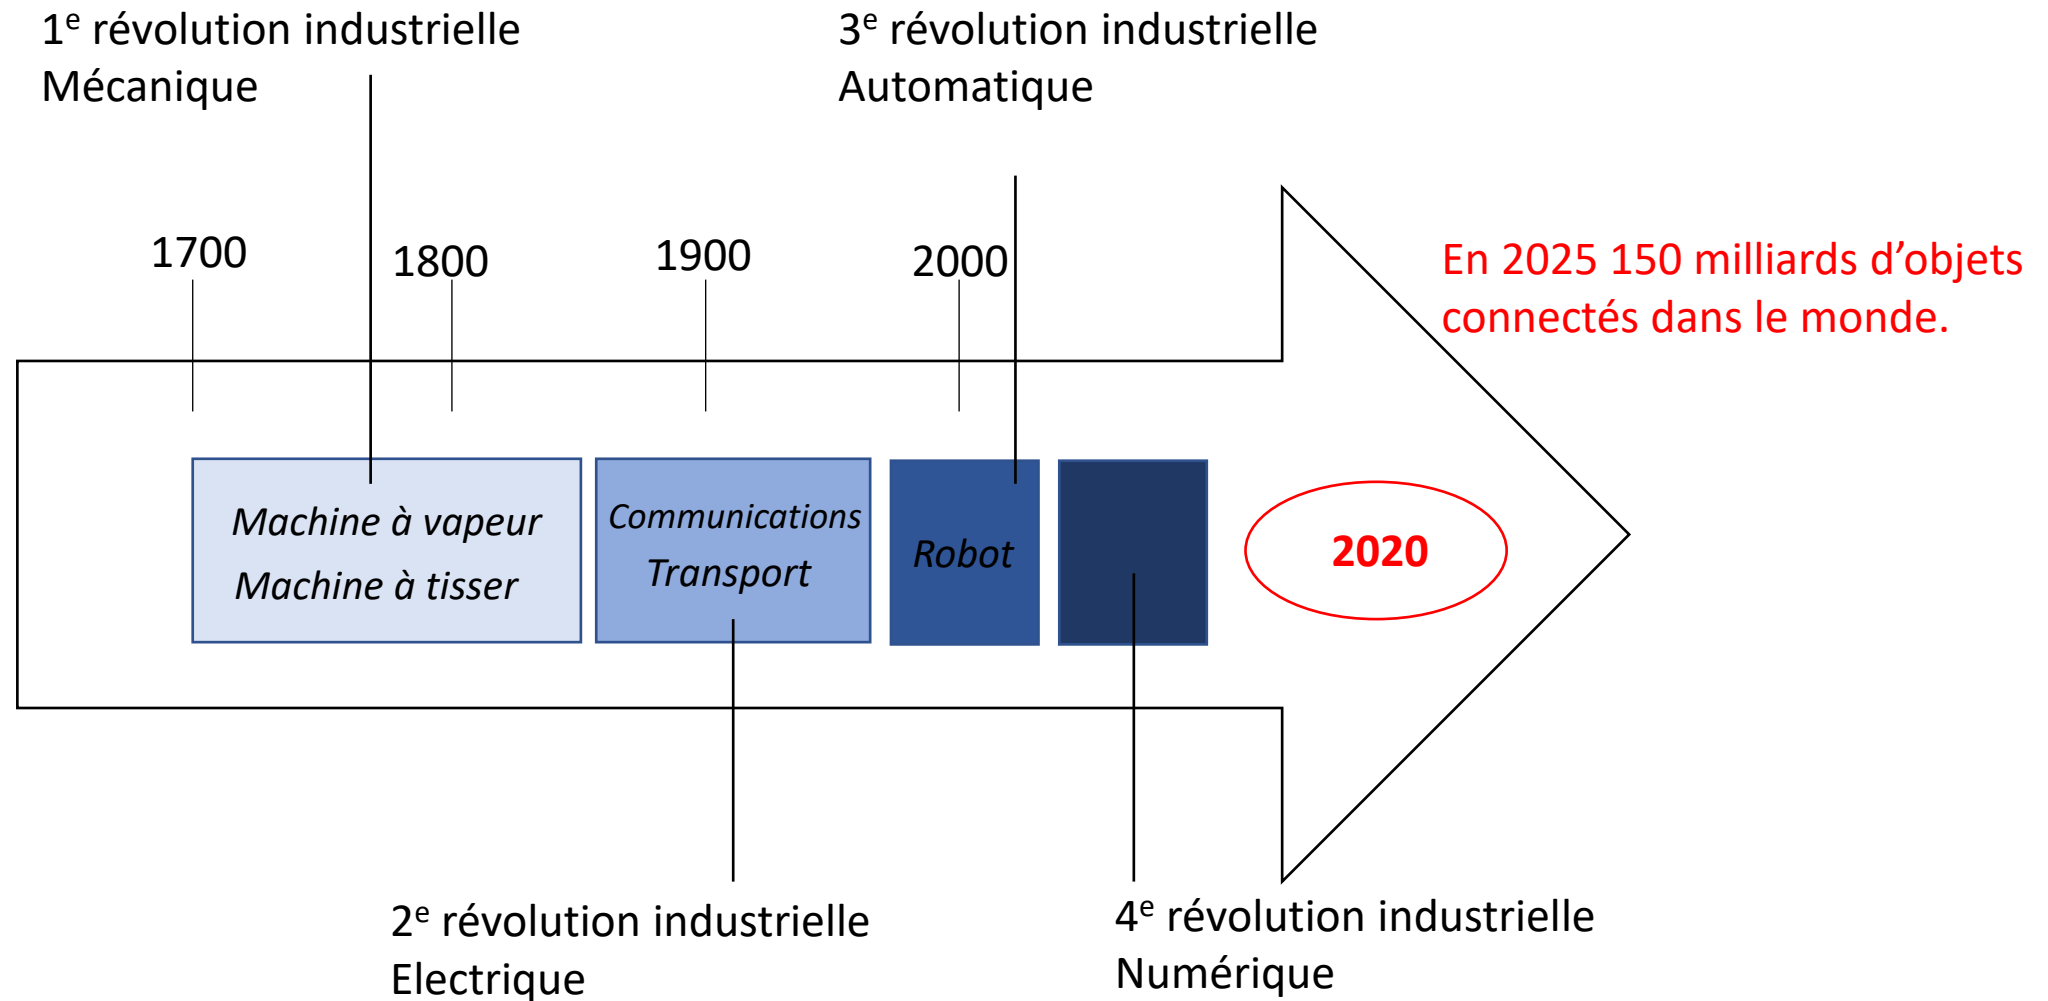 1e révolution industrielle
Mécanique
3e révolution industrielle
Automatique
1700
1800
1900
2000
En 2025 150 milliards d’objets
connectés dans le monde.
Machine à vapeur
Machine à tisser
Communications
Transport
Robot
2020
2e révolution industrielle
Electrique
4e révolution industrielle
Numérique